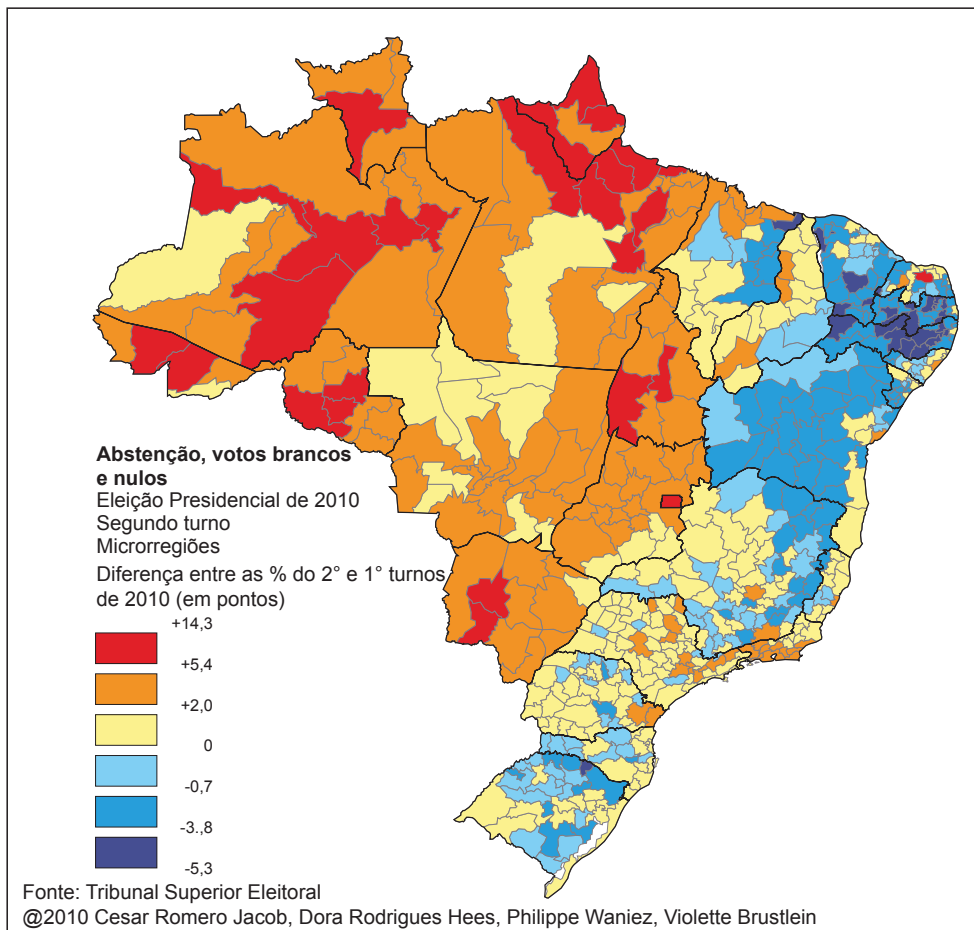 Abstenção, votos brancos
e nulos
Eleição Presidencial de 2010
Segundo turno
Microrregiões
Diferença entre as % do 2° e 1° turnos
de 2010 (em pontos)
+14,3
+5,4
+2,0
0
-0,7
-3.8
-5,3
Fonte: Tribunal Superior Eleitoral
@2010 Cesar Romero Jacob, Dora Rodrigues Hees, Philippe Waniez, Violette Brustlein